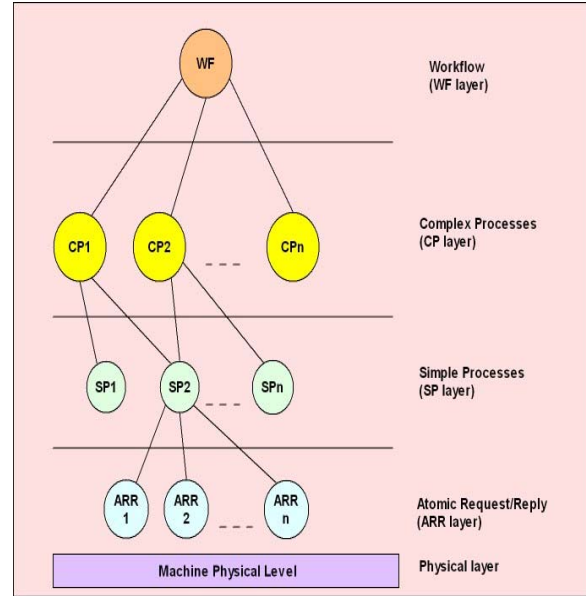 WF
Workflow
(WF layer)
CP1
CP2
CPn
Complex Processes
(CP layer)
SP1
SP2
SPn
Simple Processes
(SP layer)
ARR
1
ARR
2
ARR
n
Atomic Request/Reply
(ARR layer)
Machine Physical Level
Physical layer